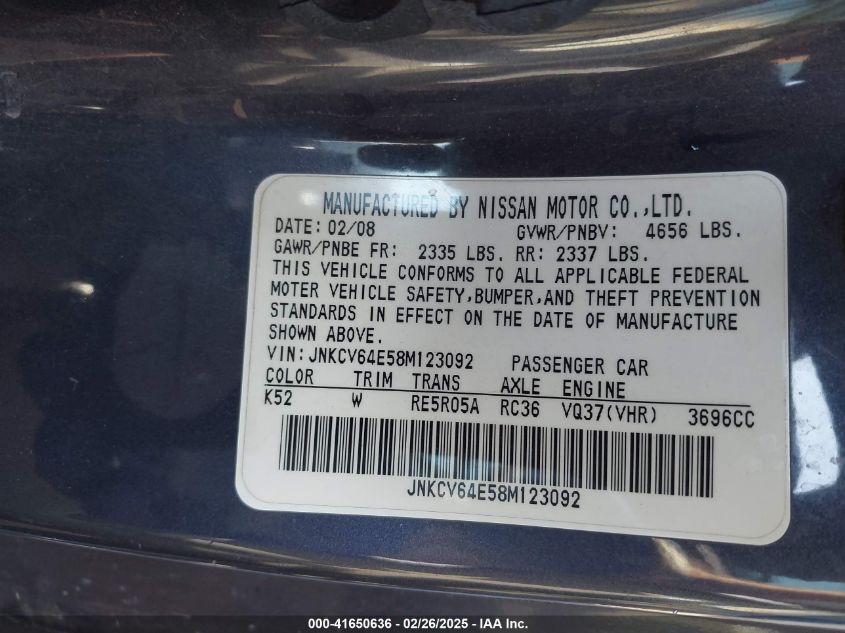 MANUFACTURED BY NISSAN MOTOR CO.,LTD.
DATE: 02/08 GVWR/PNBV: 4656 LBS.
GAWR/PNBE FR: 2335 LBS. RR: 2337 LBS.
THIS VEHICLE CONFORMS TO ALL APPLICABLE FEDERAL
MOTER VEHICLE SAFETY,BUMPER,AND THEFT PREVENTION
STANDARDS IN EFFECT ON THE DATE OF MANUFACTURE
SHOWN ABOVE.
VIN: JNKCV64E58M123092 PASSENGER CAR
COLOR TRIM TRANS AXLE ENGINE
K52 W RE5R05A RC36 VQ37(VHR) 3696CC
JNKCV64E58M123092
000-41650636 - 02/26/2025 - IAA Inc.